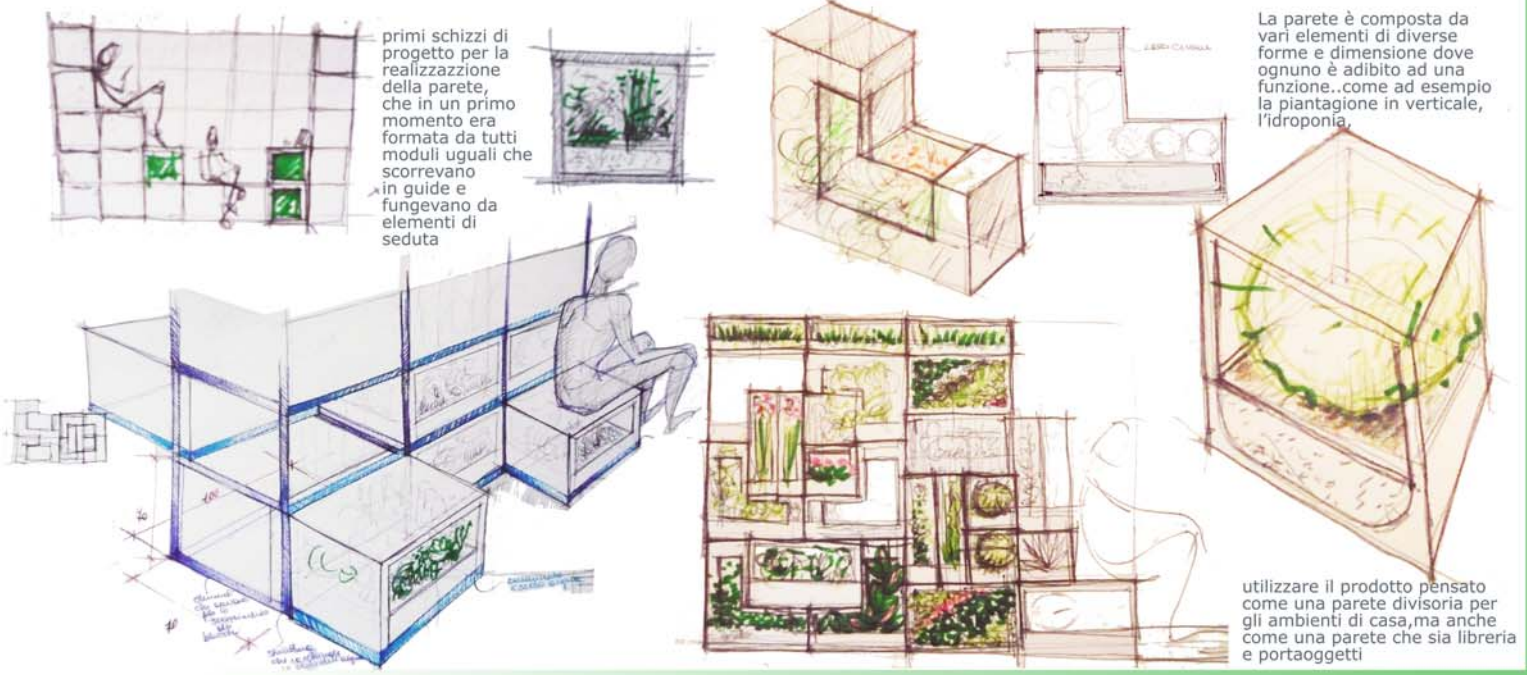 primi schizzi di
progetto per la
realizzazzione
della parete,
che in un primo
momento era
formata da tutti
moduli uguali che
scorrevano
in guide e
fungevano da
elementi di
seduta
La parete è composta da
vari elementi di diverse
forme e dimensione dove
ognuno è adibito ad una
funzione..come ad esempio
la piantagione in verticale,
l'idroponia,
utilizzare il prodotto pensato
come una parete divisoria per
gli ambienti di casa,ma anche
come una parete che sia libreria
e portaoggetti
100
70
70